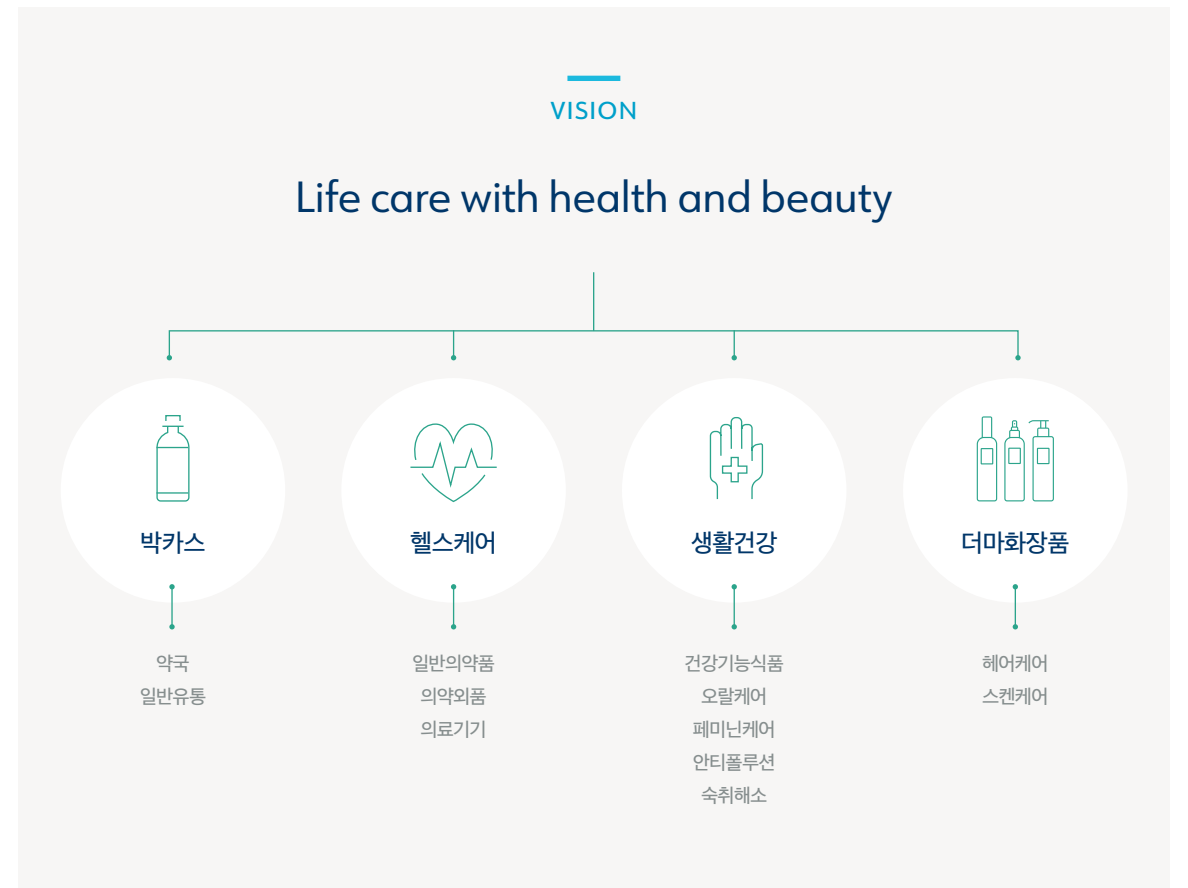 VISION
Life care with health and beauty
박카스
헬스케어
생활건강
더마화장품
약국
일반유통
일반의약품
의약외품
의료기기
건강기능식품
오랄케어
페미닌케어
안티폴루션
숙취해소
헤어케어
스켄케어